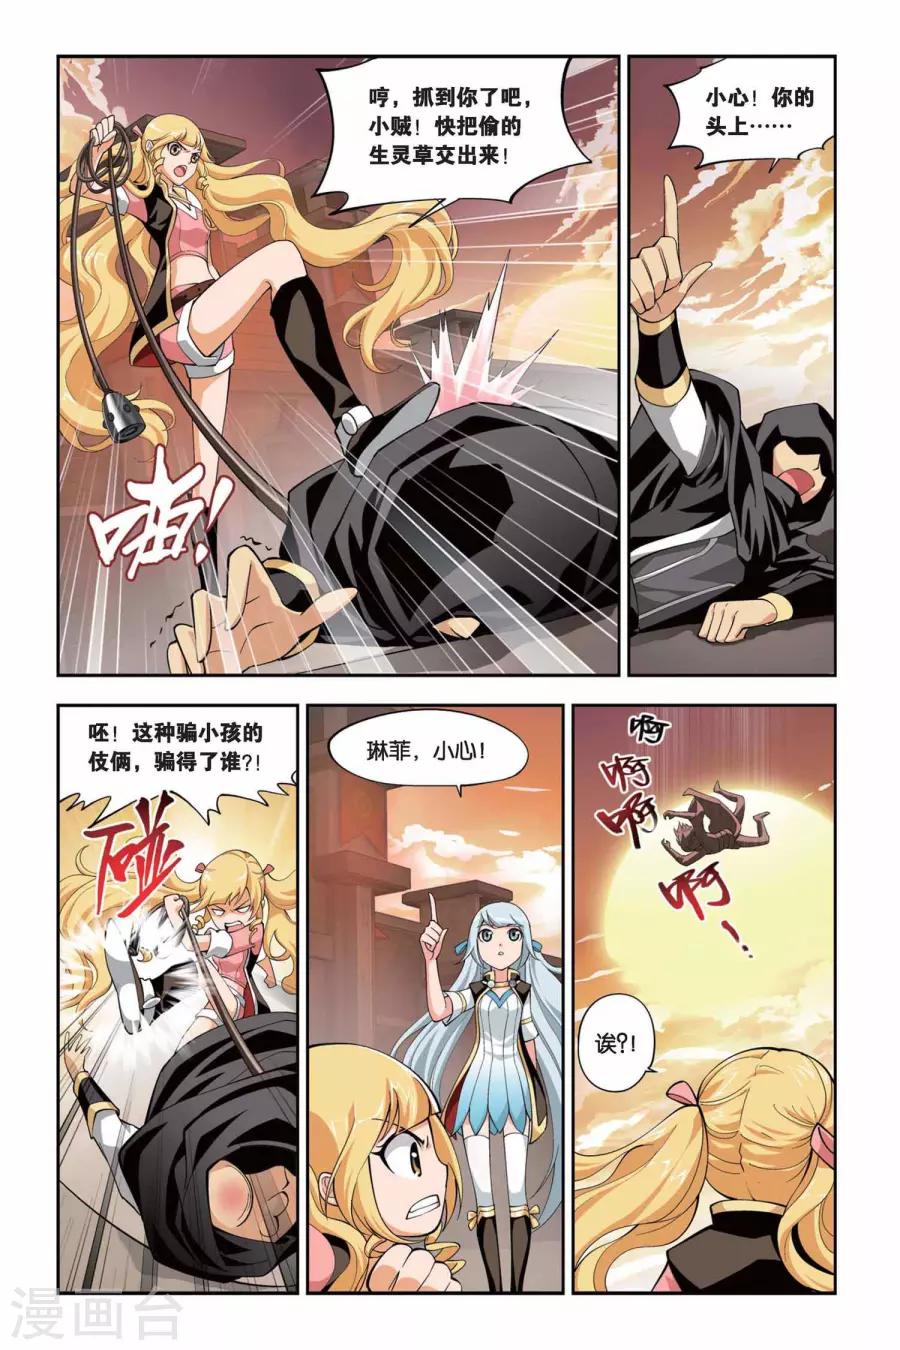 哼，抓到你了吧，
小贼！快把偷的
生灵草交出来！
小心！你的
头上……
呸！这种骗小孩的
伎俩，骗得了谁？！
碰
琳菲，小心！
啊
啊
啊
啊！
诶？！
漫画台